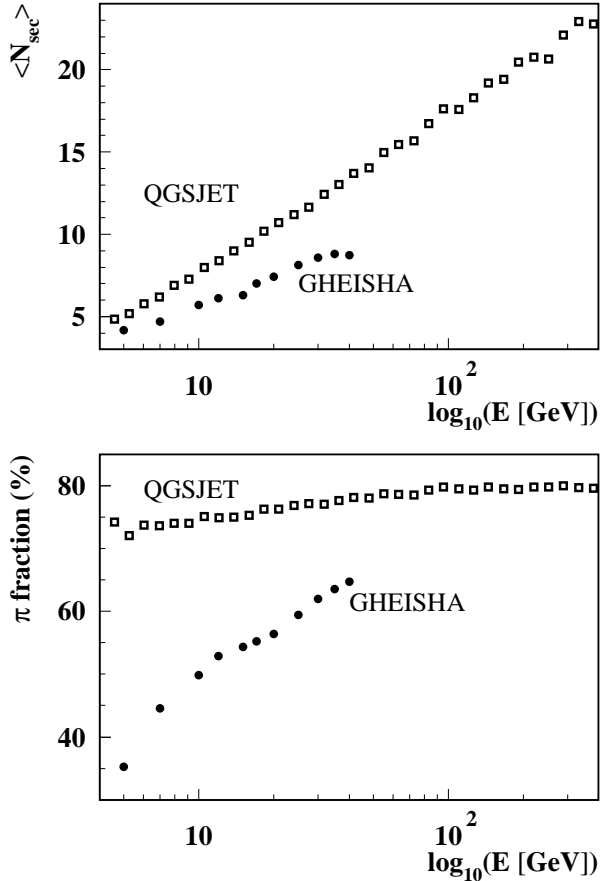 <N_sec>
20
15
10
5
QGSJET
GHEISHA
10
10^2
log_10(E [GeV])
π fraction (%)
80
60
40
QGSJET
GHEISHA
10
10^2
log_10(E [GeV])